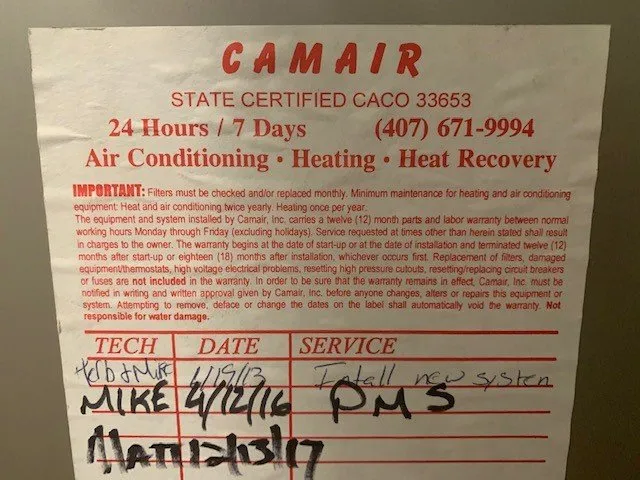 CAMAIR
STATE CERTIFIED CACO 33653
24 Hours / 7 Days (407) 671-9994
Air Conditioning • Heating • Heat Recovery
IMPORTANT: Filters must be checked and/or replaced monthly. Minimum maintenance for heating and air conditioning
equipment: Heat and air conditioning twice yearly. Heating once per year.
The equipment and system installed by Camair, Inc. carries a twelve (12) month parts and labor warranty between normal
working hours Monday through Friday (excluding holidays). Service requested at times other than herein stated shall result
in charges to the owner. The warranty begins at the date of start-up or at the date of installation and terminated twelve (12)
months after start-up or eighteen (18) months after installation, whichever occurs first. Replacement of filters, damaged
equipment/thermostats, high voltage electrical problems, resetting high pressure cutouts, resetting/replacing circuit breakers
or fuses are not included in the warranty. In order to be sure that the warranty remains in effect, Camair, Inc. must be
notified in writing and written approval given by Camair, Inc. before anyone changes, alters or repairs this equipment or
system. Attempting to remove, deface or change the dates on the label shall automatically void the warranty. Not
responsible for water damage.
TECH DATE SERVICE
Herb & Mike 6/19/13 Install new system
MIKE 4/12/16 PMS
MATT 12/13/17